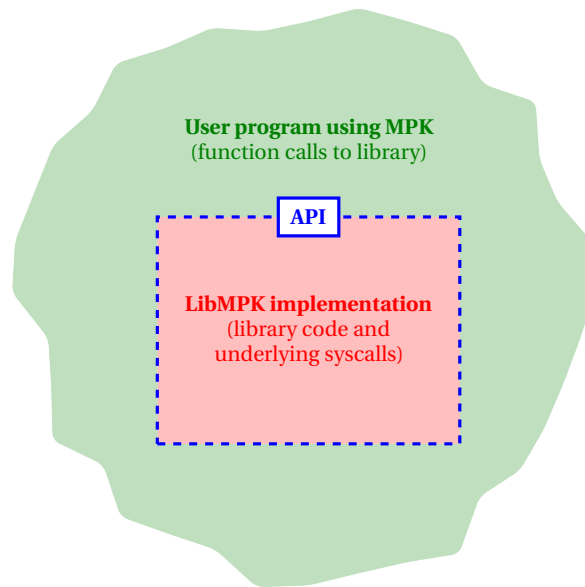 User program using MPK
(function calls to library)
API
LibMPK implementation
(library code and
underlying syscalls)